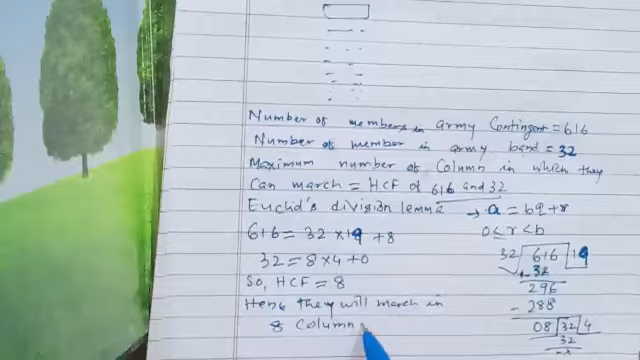 Number of members in army Contingent = 616
Number of member in army band = 32
Maximum number of Column in which they
Can march = HCF of 616 and 32
Euclid's division lemma → a = bq + r
0 ≤ r < b
616 = 32 × 19 + 8
32 = 8 × 4 + 0
So, HCF = 8
Hence they will march in
8 Column
32 616 19
- 32
296
- 288
08 32 4
32